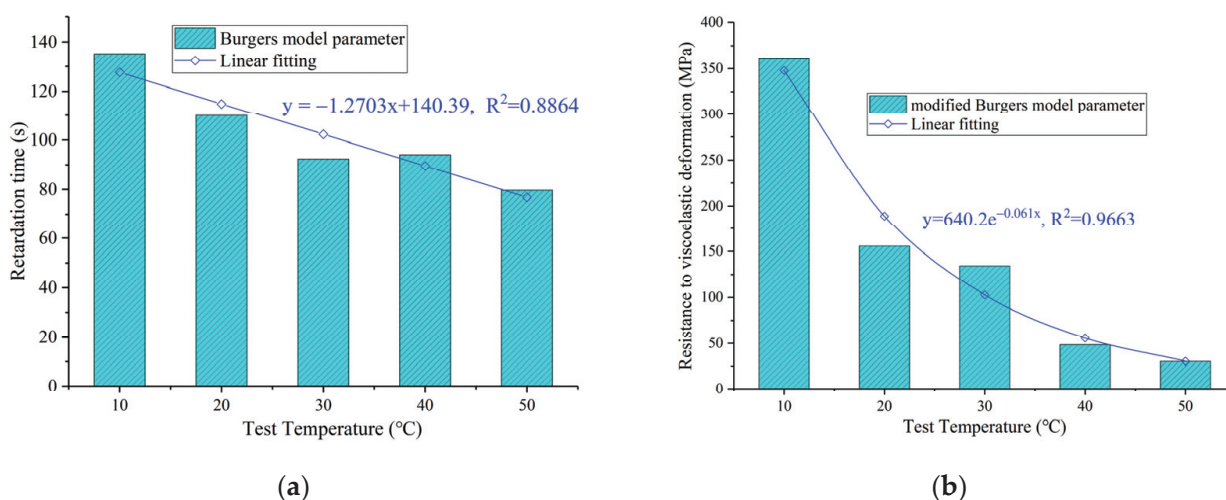 140
120
100
80
60
40
20
0
Retardation time (s)
Burgers model parameter
Linear fitting
y = −1.2703x+140.39, R²=0.8864
10 20 30 40 50
Test Temperature (℃)
(a)
400
350
300
250
200
150
100
50
0
Resistance to viscoelastic deformation (MPa)
modified Burgers model parameter
Linear fitting
y=640.2e⁻⁰·⁰⁶¹ˣ, R²=0.9663
10 20 30 40 50
Test Temperature (℃)
(b)